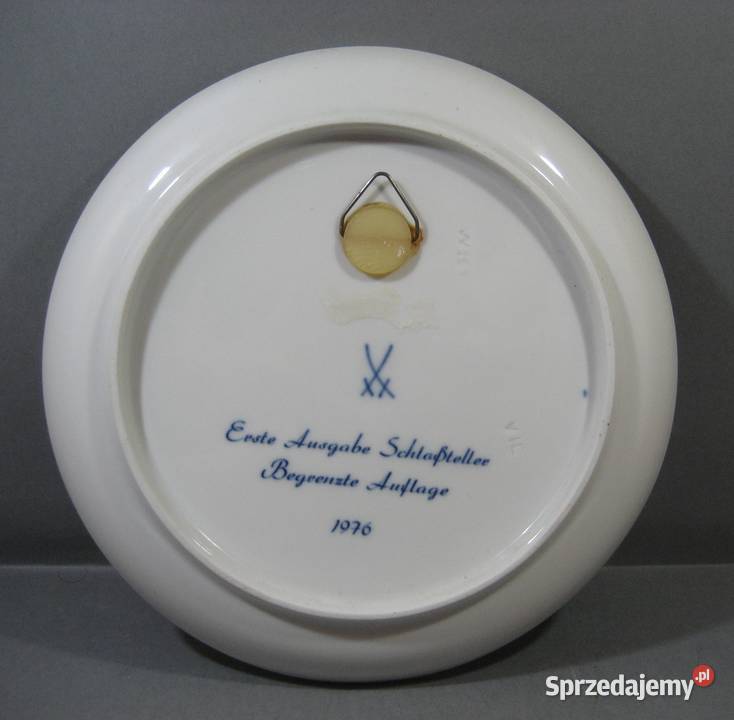 Erste Ausgabe Schlaßteller
Begrenzte Auflage
1976
Sprzedajemy.pl